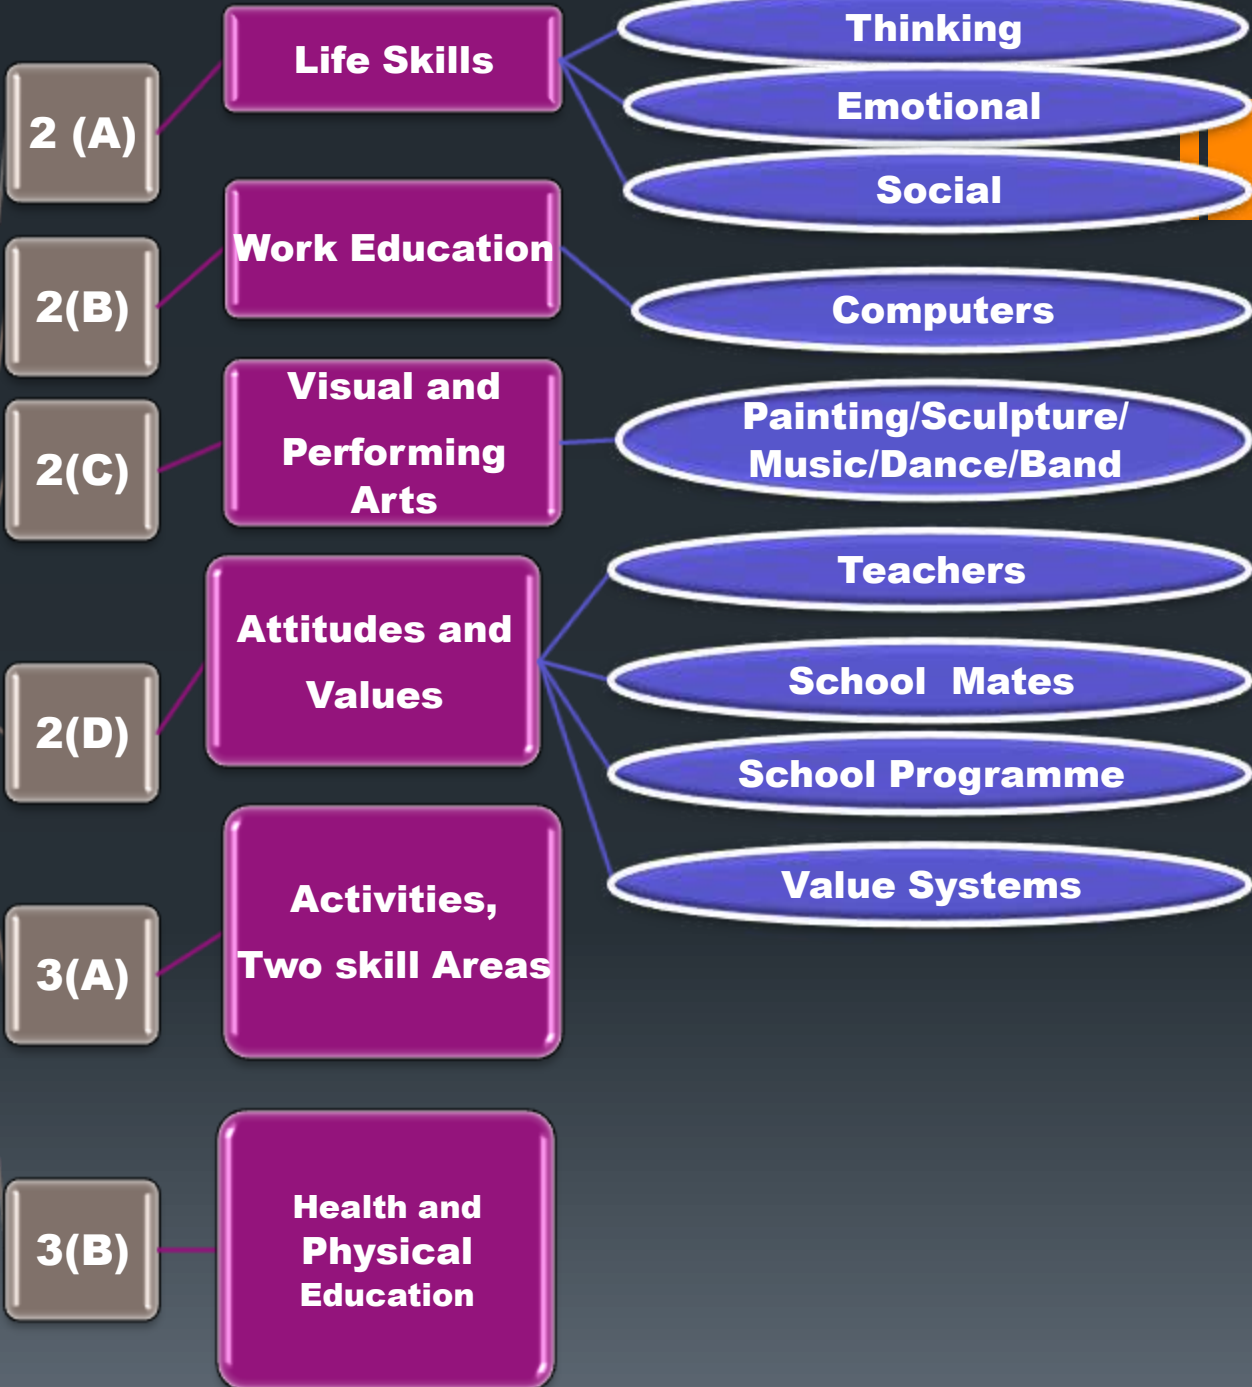 2 (A)
Life Skills
Thinking
Emotional
Social
2(B)
Work Education
Computers
2(C)
Visual and
Performing
Arts
Painting/Sculpture/
Music/Dance/Band
2(D)
Attitudes and
Values
Teachers
School  Mates
School Programme
Value Systems
3(A)
Activities,
Two skill Areas
3(B)
Health and
Physical
Education